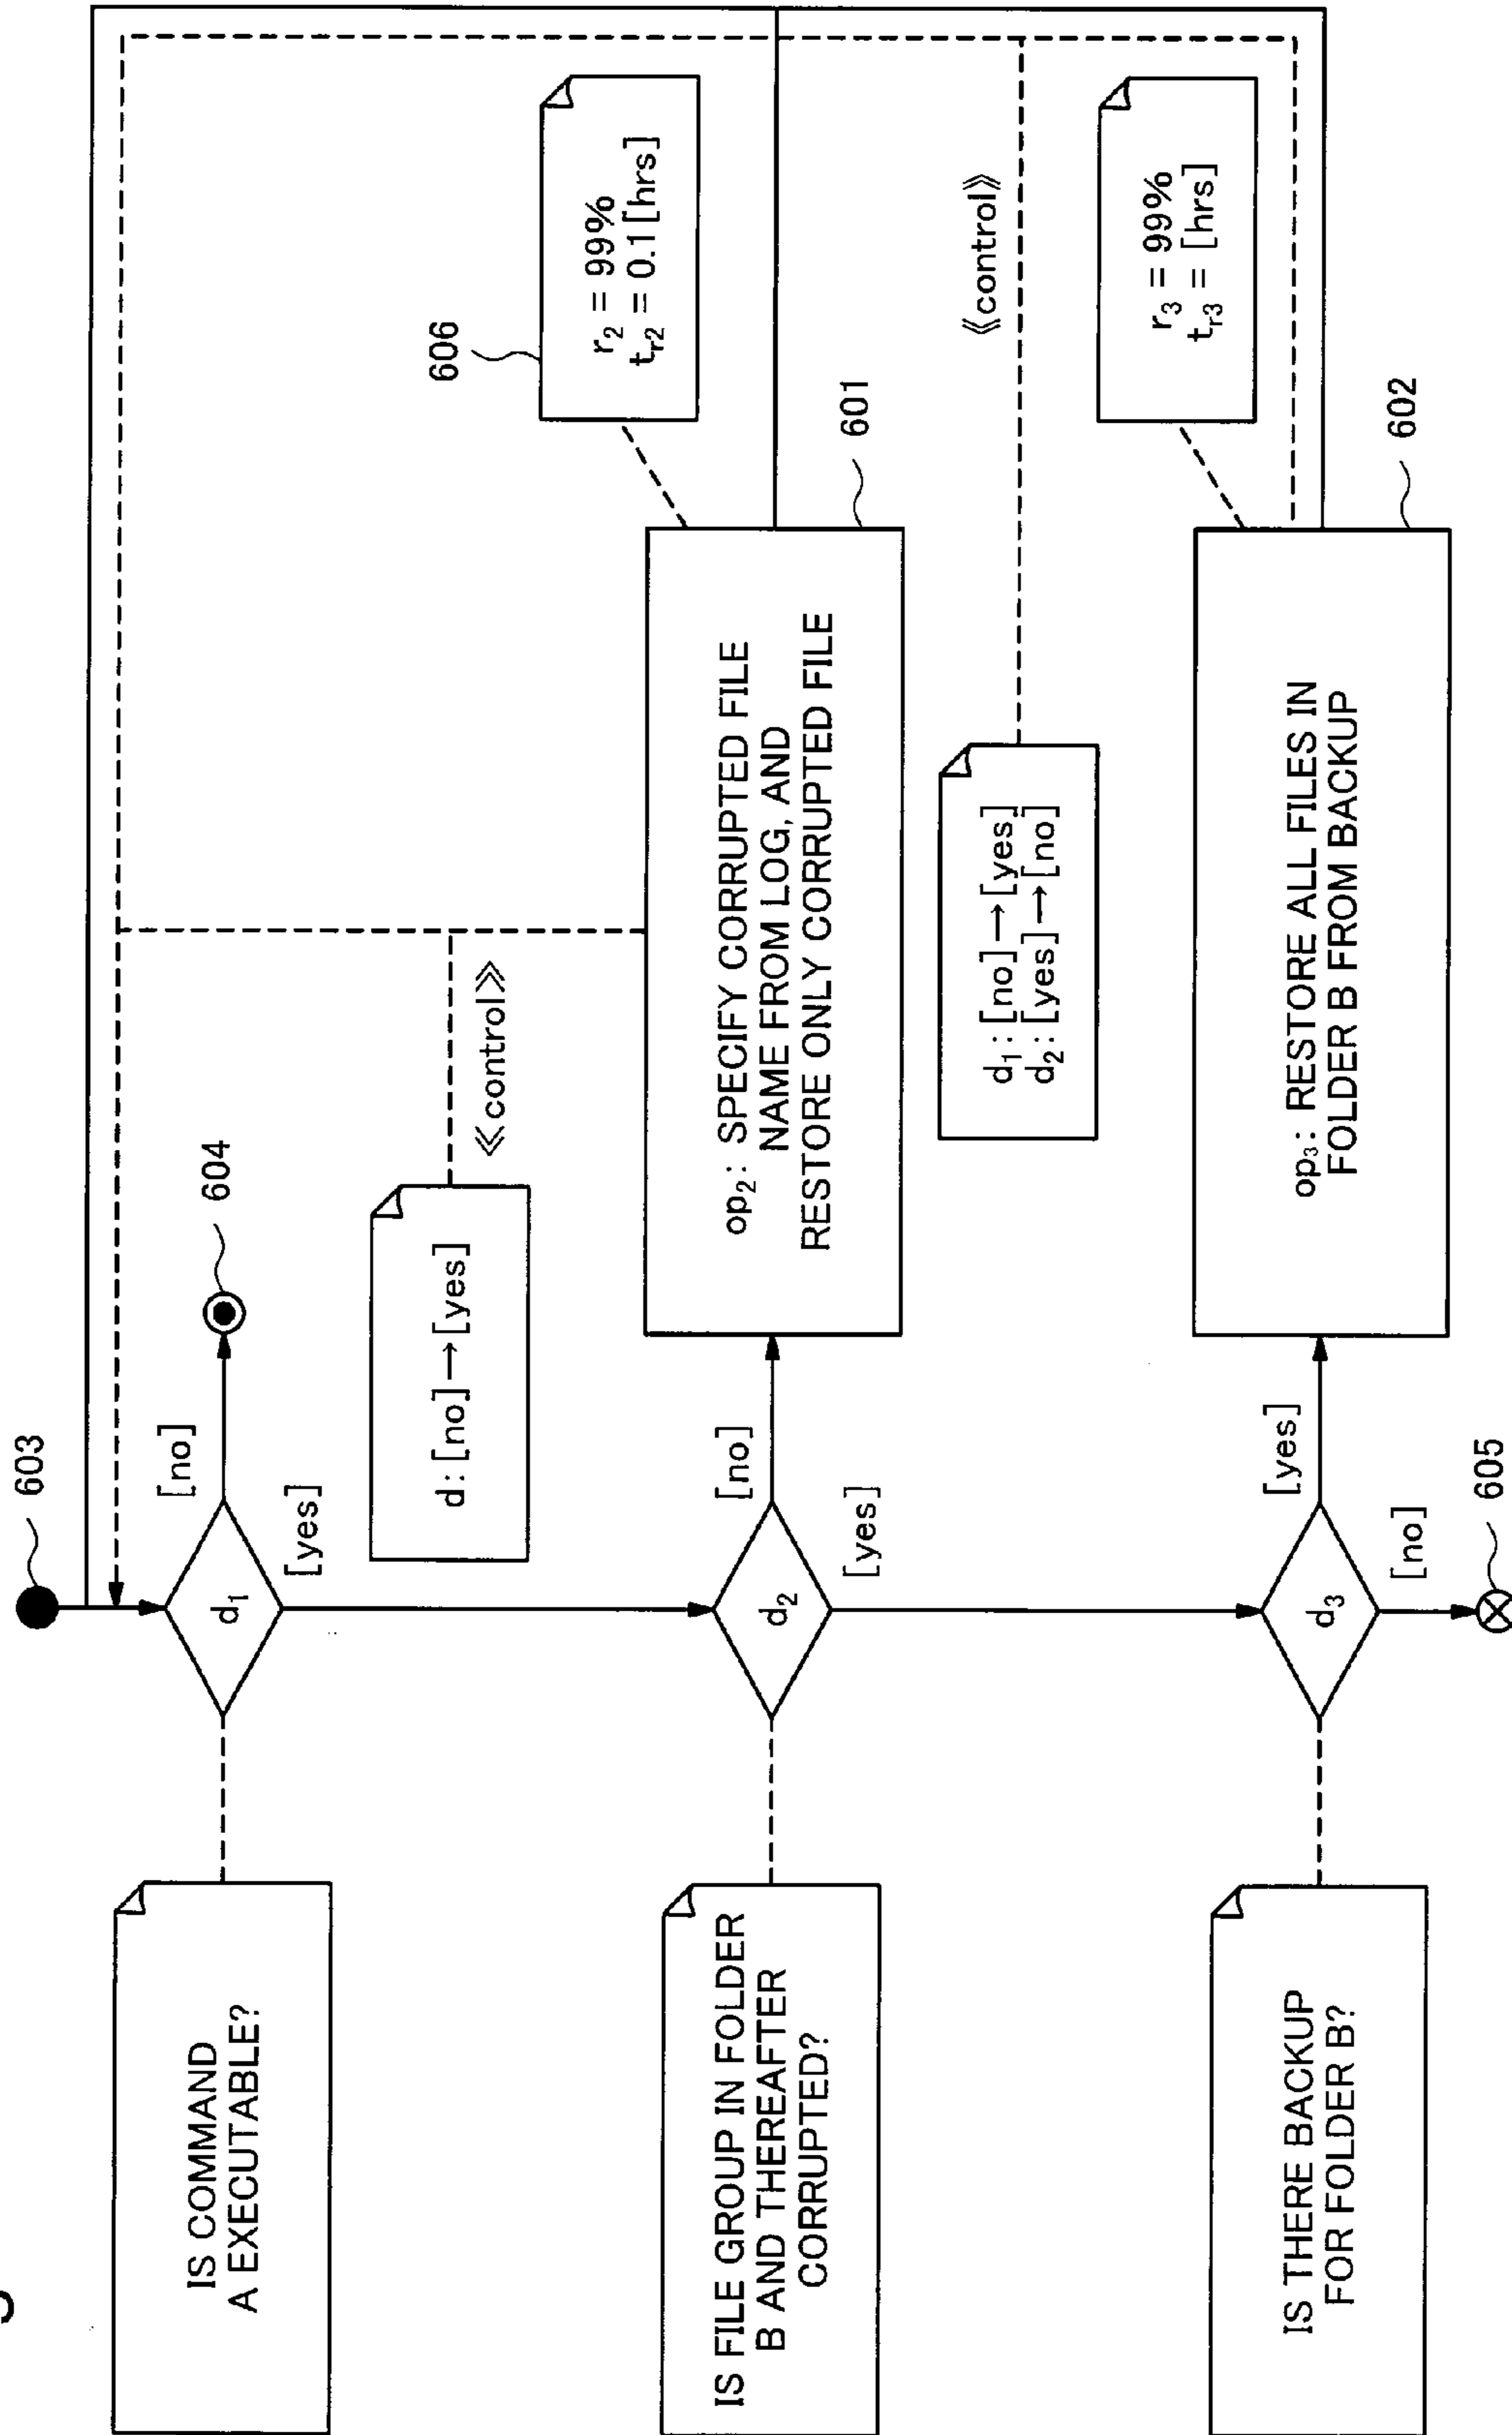 603
IS COMMAND
A EXECUTABLE?
d1
[no]
604
[yes]
d:[no]→[yes]
《control》
606
r2 = 99%
tr2 = 0.1[hrs]
IS FILE GROUP IN FOLDER
B AND THEREAFTER
CORRUPTED?
d2
[no]
[yes]
op2: SPECIFY CORRUPTED FILE
NAME FROM LOG, AND
RESTORE ONLY CORRUPTED FILE
601
d1:[no]→[yes]
d2:[yes]→[no]
《control》
r3 = 99%
tr3 = [hrs]
IS THERE BACKUP
FOR FOLDER B?
d3
[yes]
[no]
605
op3: RESTORE ALL FILES IN
FOLDER B FROM BACKUP
602